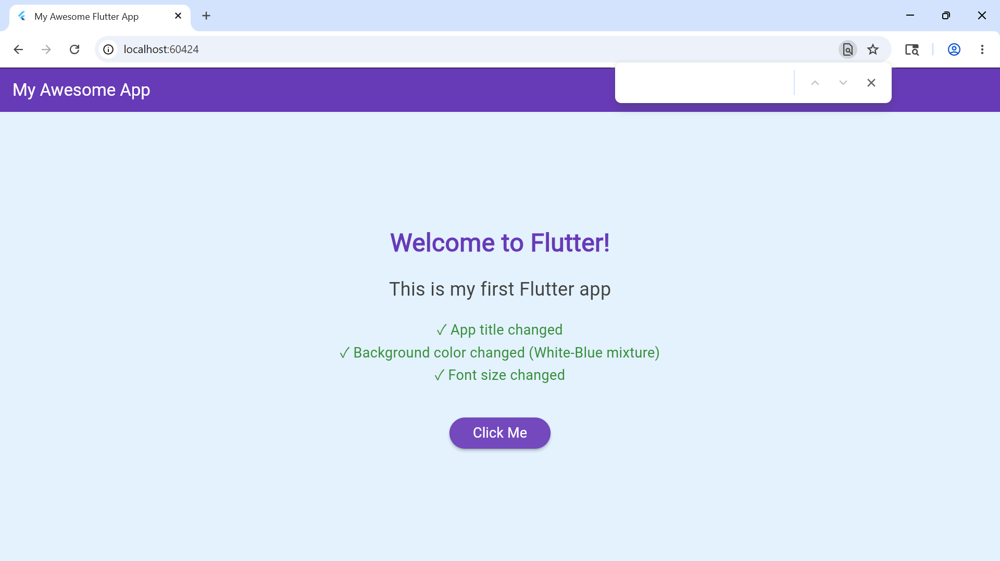 My Awesome Flutter App
localhost:60424
My Awesome App
Welcome to Flutter!
This is my first Flutter app
✓ App title changed
✓ Background color changed (White-Blue mixture)
✓ Font size changed
Click Me